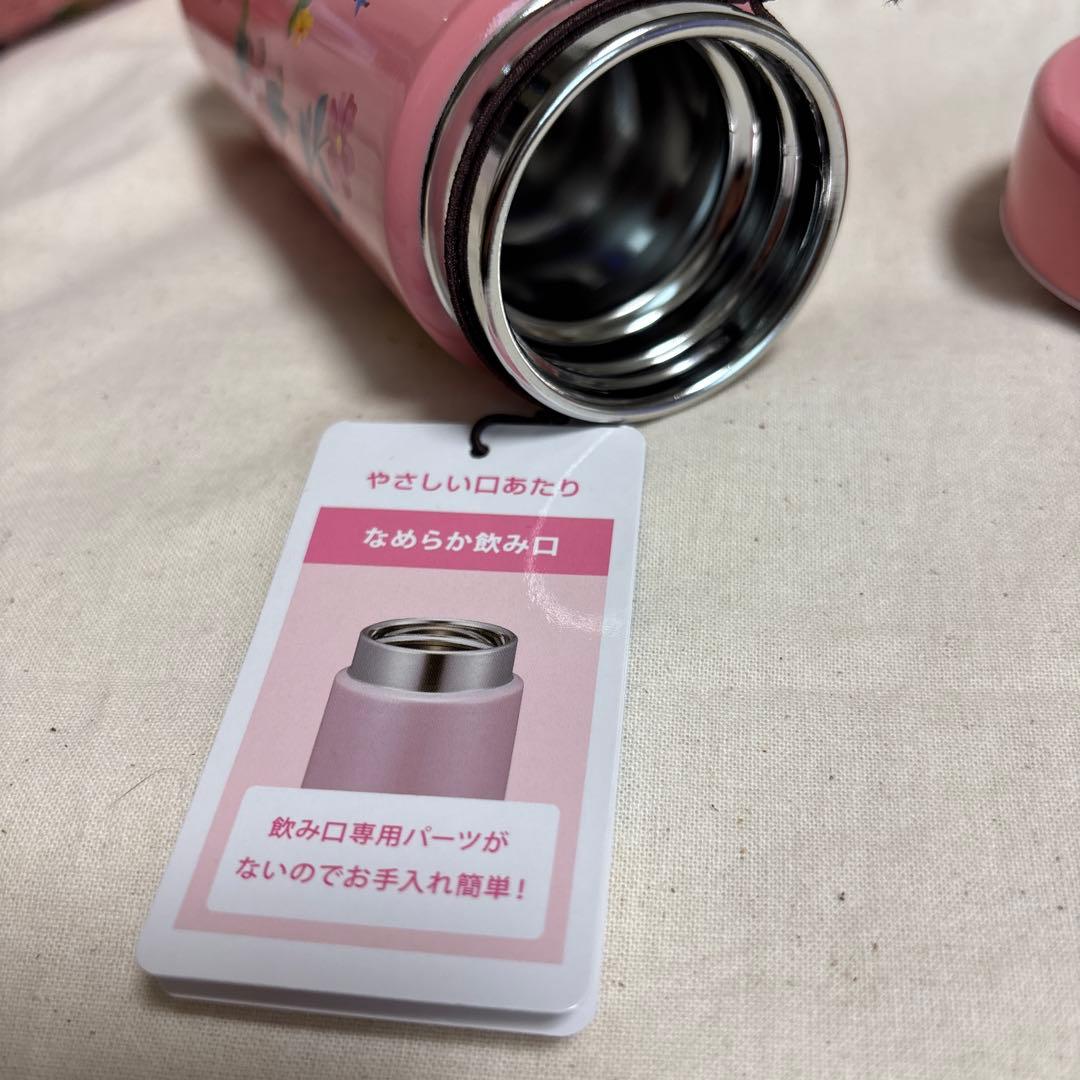 やさしい口あたり
なめらか飲み口
飲み口専用パーツが
ないのでお手入れ簡単!